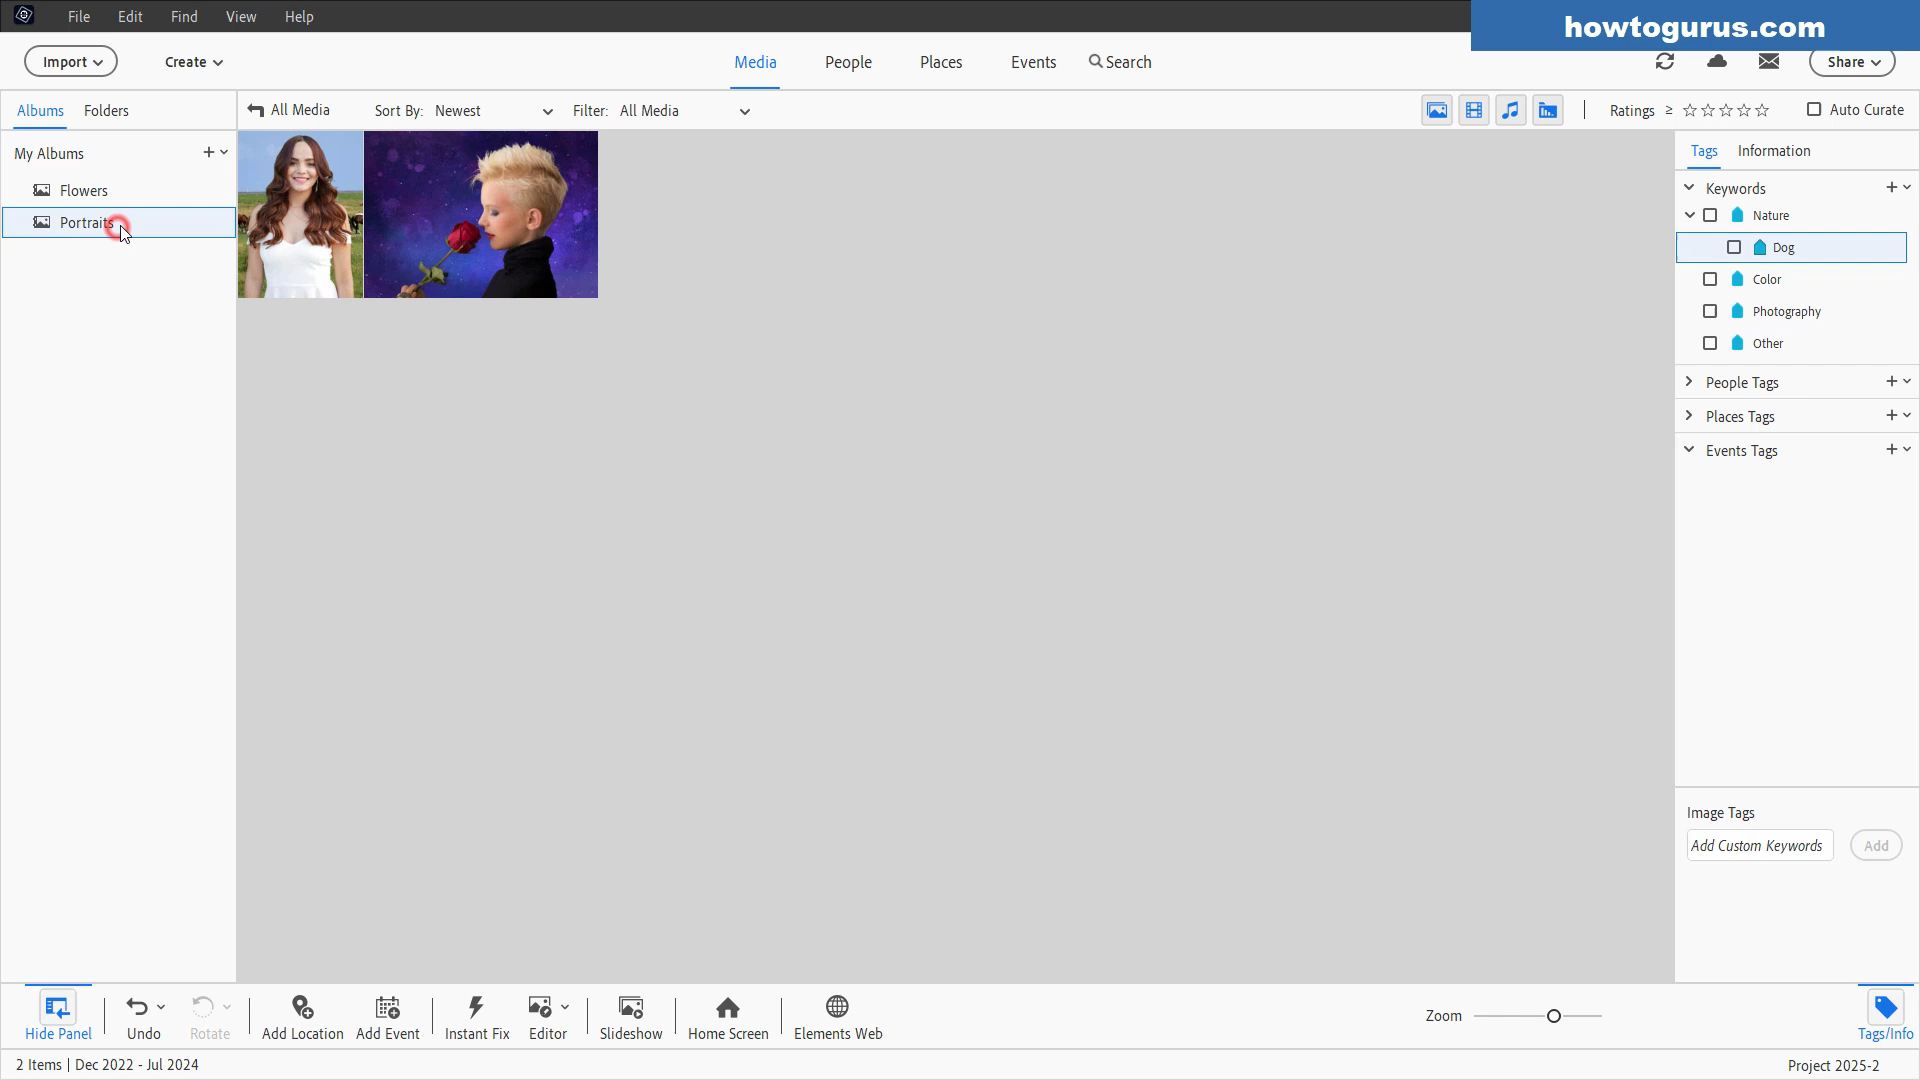 File Edit Find View Help
howtogurus.com
Import Create Media People Places Events Search Share
Albums Folders All Media Sort By: Newest Filter: All Media Ratings ≥ Auto Curate
My Albums
Flowers
Portraits
Tags Information
Keywords
Nature
Dog
Color
Photography
Other
People Tags
Places Tags
Events Tags
Image Tags
Add Custom Keywords Add
Hide Panel Undo Rotate Add Location Add Event Instant Fix Editor Slideshow Home Screen Elements Web Zoom Tags/Info
2 Items | Dec 2022 - Jul 2024 Project 2025-2